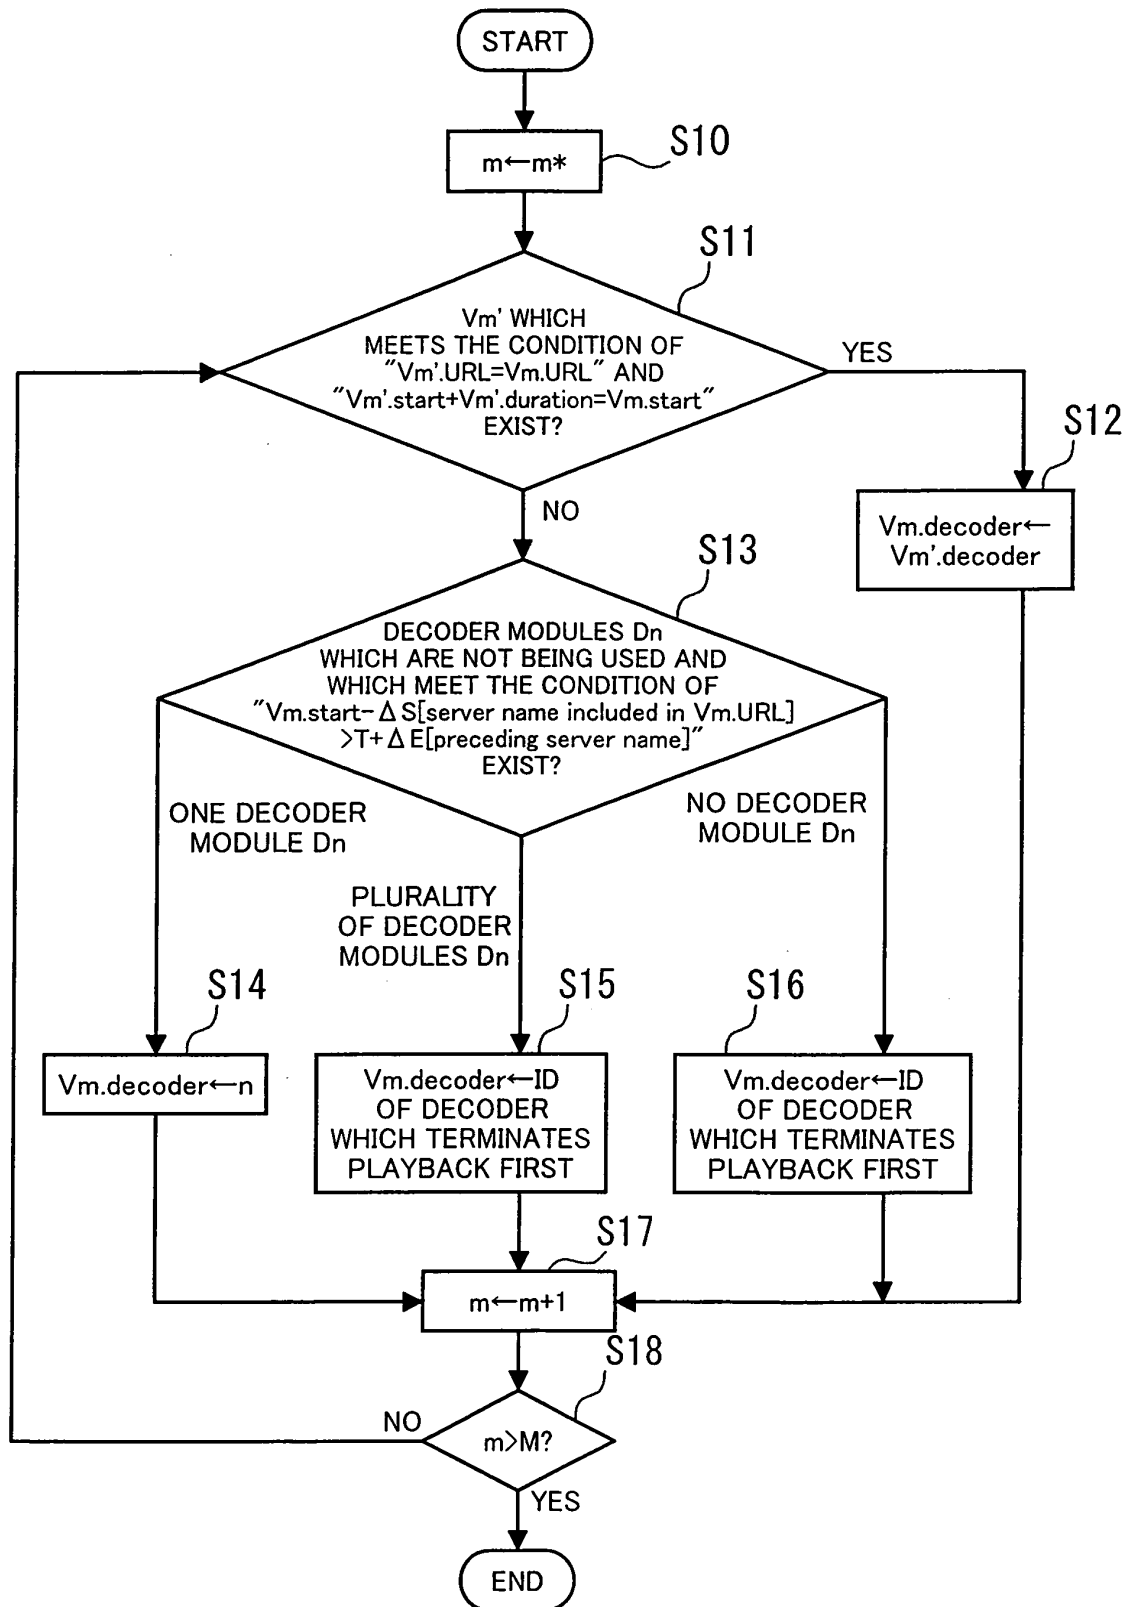 START
S10
m←m*
S11
Vm' WHICH
MEETS THE CONDITION OF
"Vm'.URL=Vm.URL" AND
"Vm'.start+Vm'.duration=Vm.start"
EXIST?
YES
S12
Vm.decoder←
Vm'.decoder
NO
S13
DECODER MODULES Dn
WHICH ARE NOT BEING USED AND
WHICH MEET THE CONDITION OF
"Vm.start-ΔS[server name included in Vm.URL]
>T+ΔE[preceding server name]"
EXIST?
ONE DECODER
MODULE Dn
PLURALITY
OF DECODER
MODULES Dn
NO DECODER
MODULE Dn
S14
Vm.decoder←n
S15
Vm.decoder←ID
OF DECODER
WHICH TERMINATES
PLAYBACK FIRST
S16
Vm.decoder←ID
OF DECODER
WHICH TERMINATES
PLAYBACK FIRST
S17
m←m+1
S18
m>M?
NO
YES
END